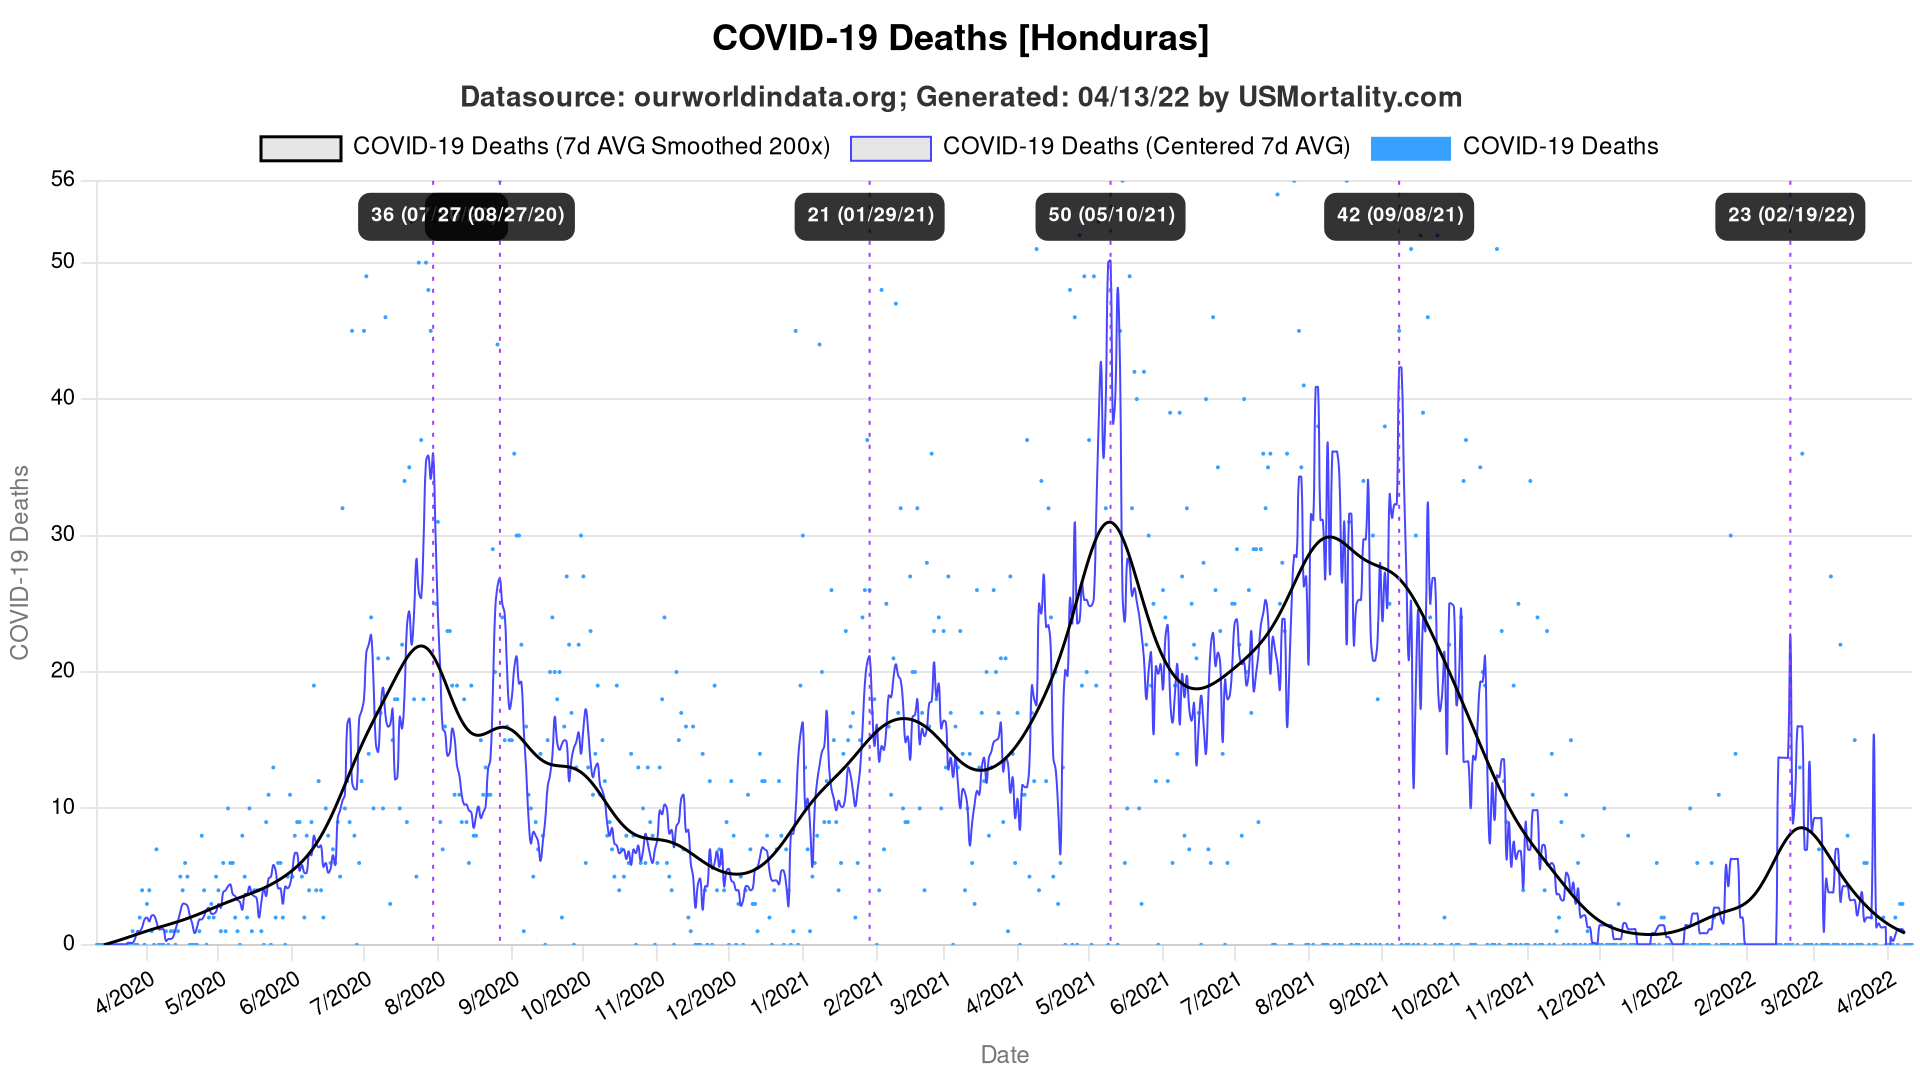 COVID-19 Deaths [Honduras]
Datasource: ourworldindata.org; Generated: 04/13/22 by USMortality.com
COVID-19 Deaths (7d AVG Smoothed 200x) COVID-19 Deaths (Centered 7d AVG) COVID-19 Deaths
56
36 (07/ 27 (08/27/20) 21 (01/29/21) 50 (05/10/21) 42 (09/08/21) 23 (02/19/22)
50
40
30
20
10
0
COVID-19 Deaths
4/2020 5/2020 6/2020 7/2020 8/2020 9/2020 10/2020 11/2020 12/2020 1/2021 2/2021 3/2021 4/2021 5/2021 6/2021 7/2021 8/2021 9/2021 10/2021 11/2021 12/2021 1/2022 2/2022 3/2022 4/2022
Date